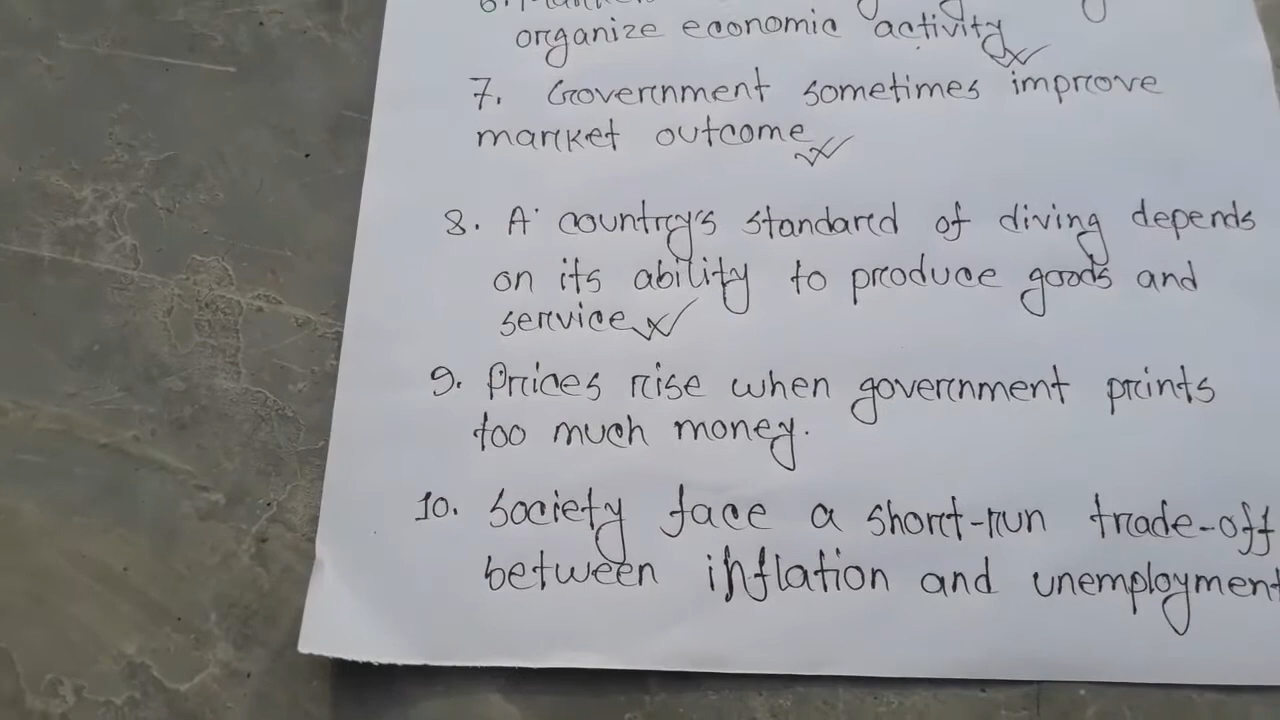 organize economic activity
7. Government sometimes improve
market outcome
8. A country's standard of diving depends
on its ability to produce goods and
service
9. Prices rise when government prints
too much money.
10. Society face a short-run trade-off
between inflation and unemployment